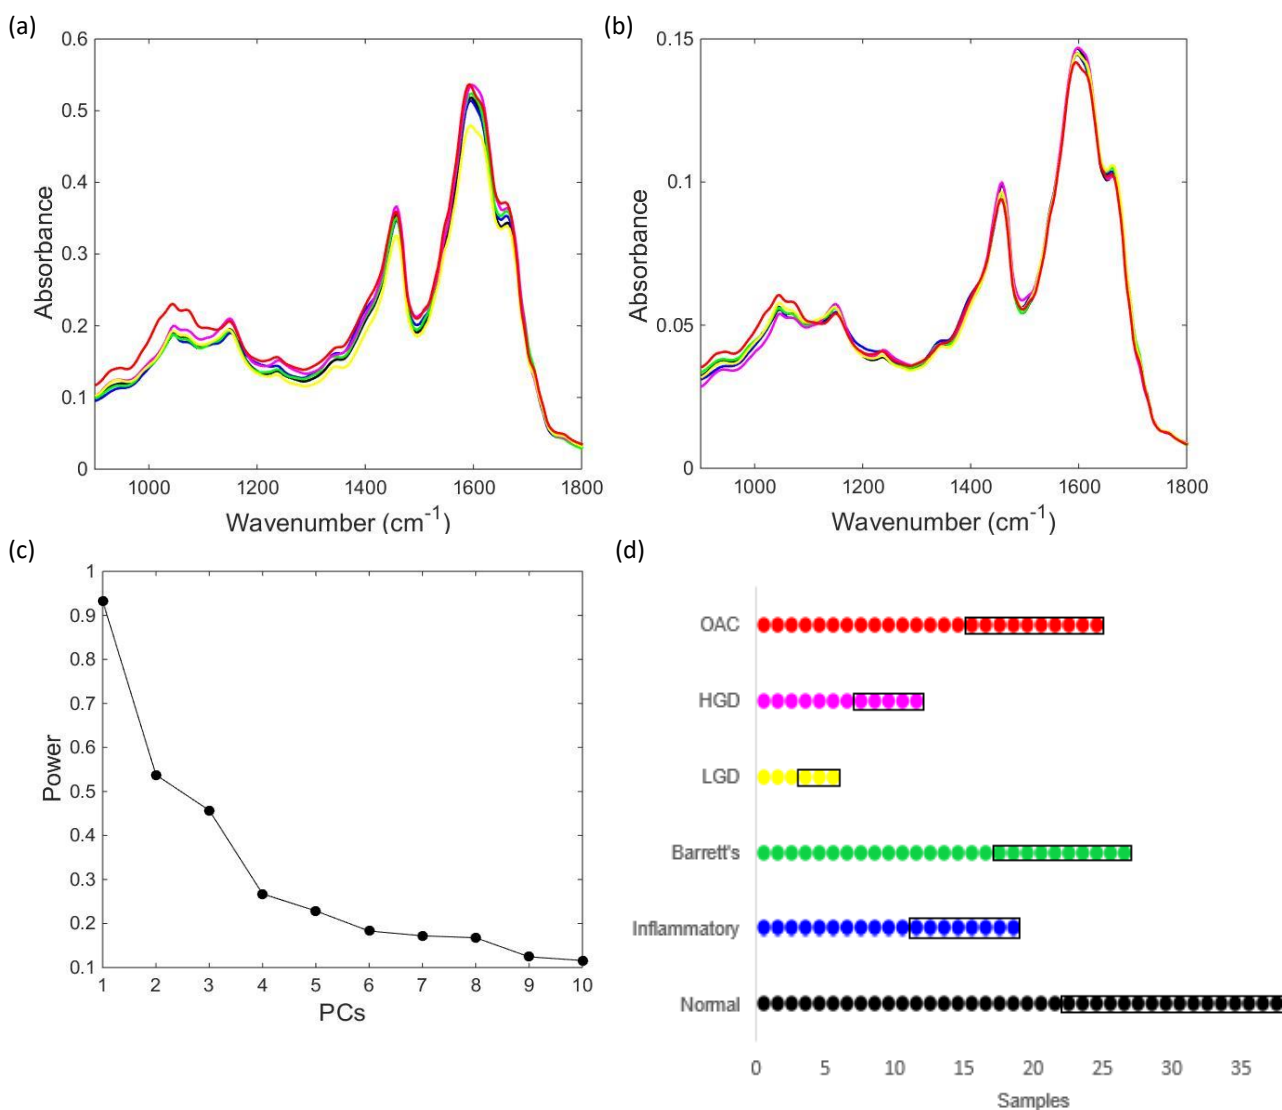 (a)
0.6
0.5
0.4
0.3
0.2
0.1
0
Absorbance
1000 1200 1400 1600 1800
Wavenumber (cm-1)
(b)
0.15
0.1
0.05
0
Absorbance
1000 1200 1400 1600 1800
Wavenumber (cm-1)
(c)
1
0.9
0.8
0.7
0.6
0.5
0.4
0.3
0.2
0.1
Power
1 2 3 4 5 6 7 8 9 10
PCs
(d)
OAC
HGD
LGD
Barrett's
Inflammatory
Normal
0 5 10 15 20 25 30 35
Samples